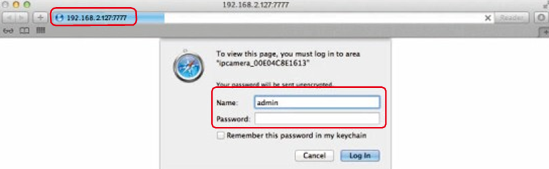 192.168.2.127:7777
192.168.2.127:7777
Reader
To view this page, you must log in to area
"ipcamera_00E04C8E1613"
Your password will be sent unencrypted.
Name: admin
Password:
Remember this password in my keychain
Cancel Log In